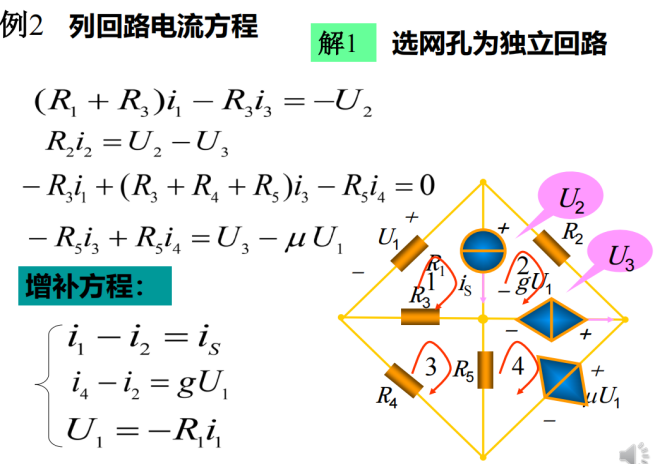 例2 列回路电流方程
解1 选网孔为独立回路
(R₁ + R₃)i₁ − R₃i₃ = −U₂
R₂i₂ = U₂ − U₃
− R₃i₁ + (R₃ + R₄ + R₅)i₃ − R₅i₄ = 0
− R₅i₃ + R₅i₄ = U₃ − μU₁
增补方程：
i₁ − i₂ = iS
i₄ − i₂ = gU₁
U₁ = −R₁i₁
U₂
+
U₁
+
R₂
U₃
−
R₁
1
iS
2
− gU₁
R₃
−
+
3
R₅
4
+
R₄
μU₁
−